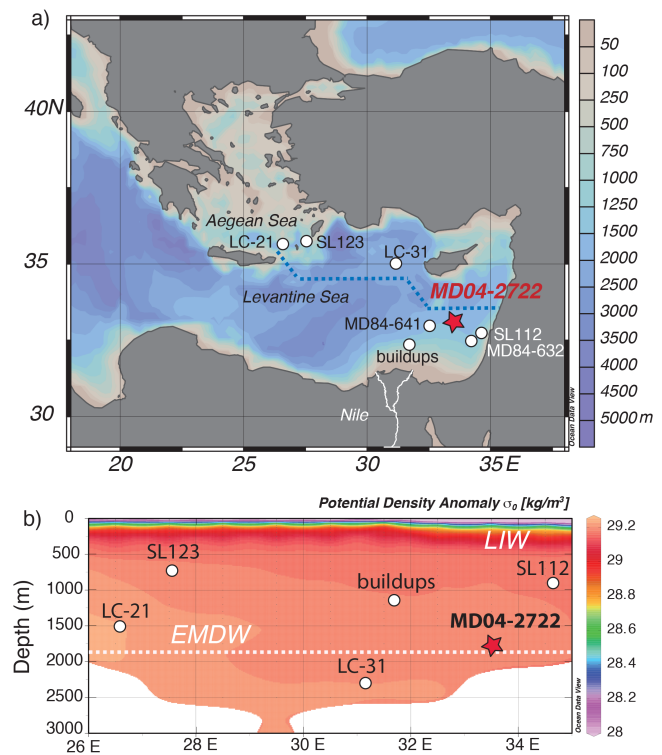 a)
50
100
250
500
750
1000
1500
2000
2500
3000
3500
4000
4500
5000 m
40N
35
30
Aegean Sea
LC-21
SL123
LC-31
Levantine Sea
MD04-2722
MD84-641
SL112
MD84-632
buildups
Nile
Ocean Data View
20
25
30
35 E
b)
Potential Density Anomaly σ₀ [kg/m³]
0
500
1000
1500
2000
2500
3000
Depth (m)
LIW
SL123
buildups
SL112
LC-21
EMDW
MD04-2722
LC-31
Ocean Data View
29.2
29
28.8
28.6
28.4
28.2
28
26 E
28
30
32
34